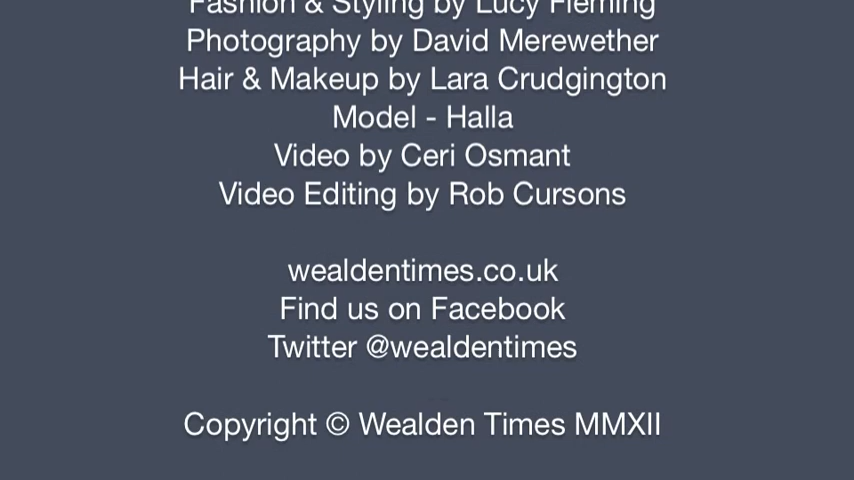 Fashion & Styling by Lucy Fleming
Photography by David Merewether
Hair & Makeup by Lara Crudgington
Model - Halla
Video by Ceri Osmant
Video Editing by Rob Cursons
wealdentimes.co.uk
Find us on Facebook
Twitter @wealdentimes
Copyright © Wealden Times MMXII